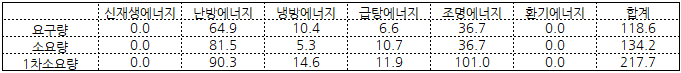 신재생에너지 난방에너지 냉방에너지 급탕에너지 조명에너지 환기에너지 합계
요구량 0.0 64.9 10.4 6.6 36.7 0.0 118.6
소요량 0.0 81.5 5.3 10.7 36.7 0.0 134.2
1차소요량 0.0 90.3 14.6 11.9 101.0 0.0 217.7